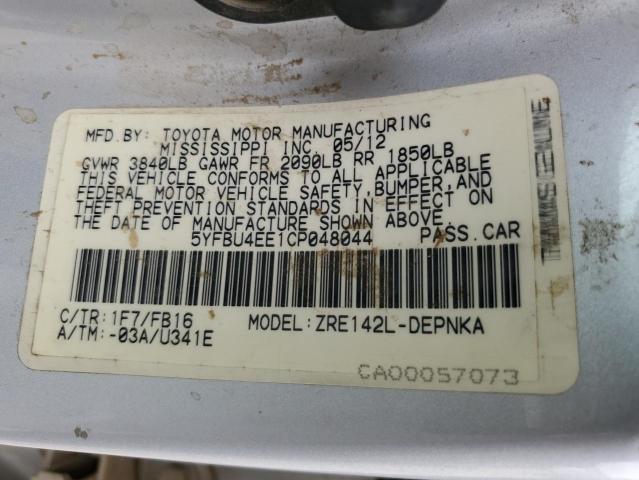 MFD.BY: TOYOTA MOTOR MANUFACTURING
MISSISSIPPI INC. 05/12
GVWR 3840LB GAWR FR 2090LB RR 1850LB
THIS VEHICLE CONFORMS TO ALL APPLICABLE
FEDERAL MOTOR VEHICLE SAFETY,BUMPER,AND
THEFT PREVENTION STANDARDS IN EFFECT ON
THE DATE OF MANUFACTURE SHOWN ABOVE.
5YFBU4EE1CP048044 PASS.CAR
C/TR:1F7/FB16 MODEL:ZRE142L-DEPNKA
A/TM:-03A/U341E
CA00057073